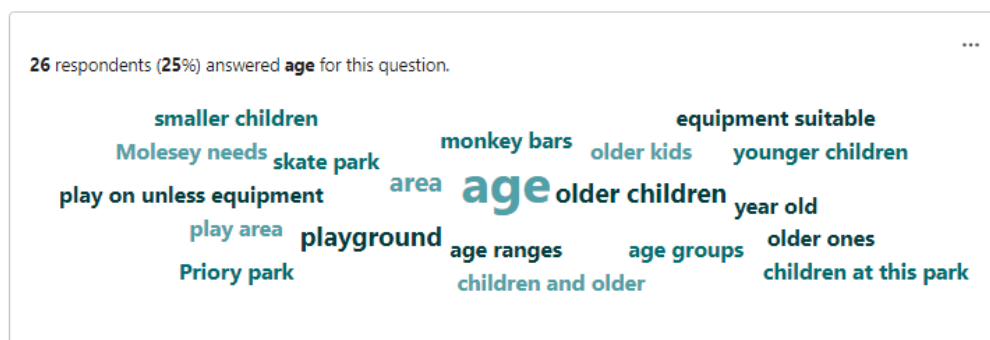 ...
26 respondents (25%) answered age for this question.
smaller children
equipment suitable
monkey bars
Molesey needs
skate park
older kids
younger children
area
age
older children
play on unless equipment
year old
play area
playground
age ranges
age groups
older ones
Priory park
children and older
children at this park